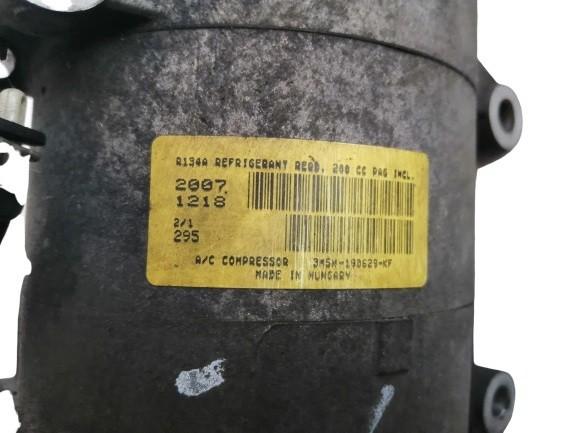 R134A REFRIGERANT REQD. 200 CC PAG INCL.
2007
1218
2/1
295
A/C COMPRESSOR 3M5H-19D629-KF
MADE IN HUNGARY